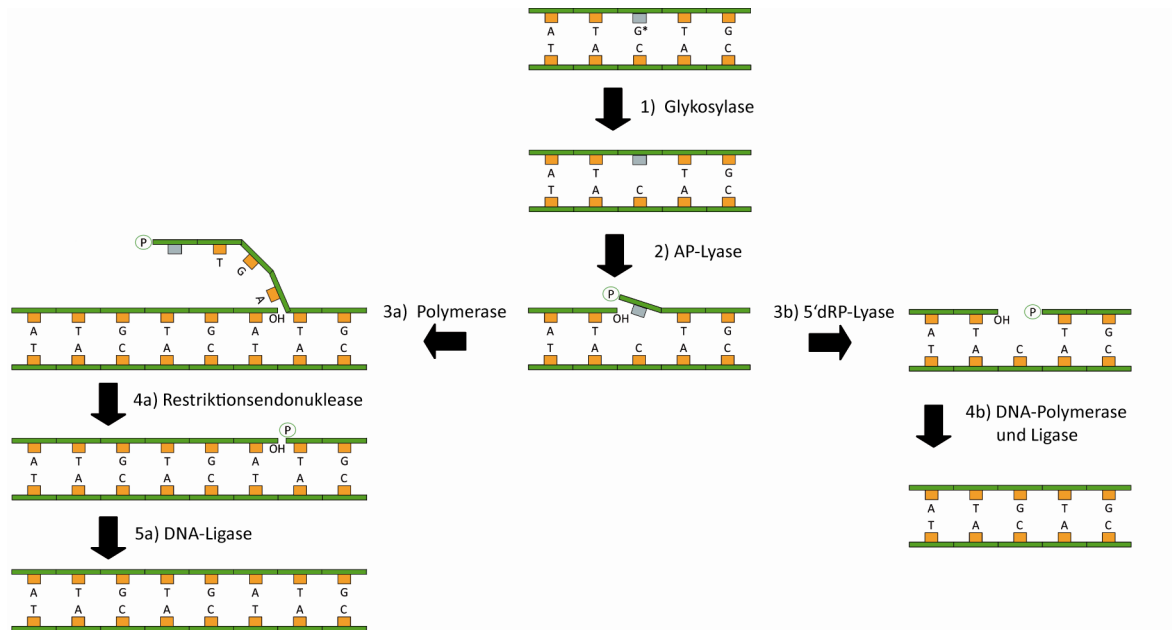 A T G* T G
T A C A C
1) Glykosylase
A T T G
T A C A C
2) AP-Lyase
P
OH
A T T G
T A C A C
3a) Polymerase
P
T G A
OH
A T G T G A T G
T A C A C T A C
4a) Restriktionsendonuklease
P
OH
A T G T G A T G
T A C A C T A C
5a) DNA-Ligase
A T G T G A T G
T A C A C T A C
3b) 5‘dRP-Lyase
OH P
A T T G
T A C A C
4b) DNA-Polymerase
und Ligase
A T G T G
T A C A C